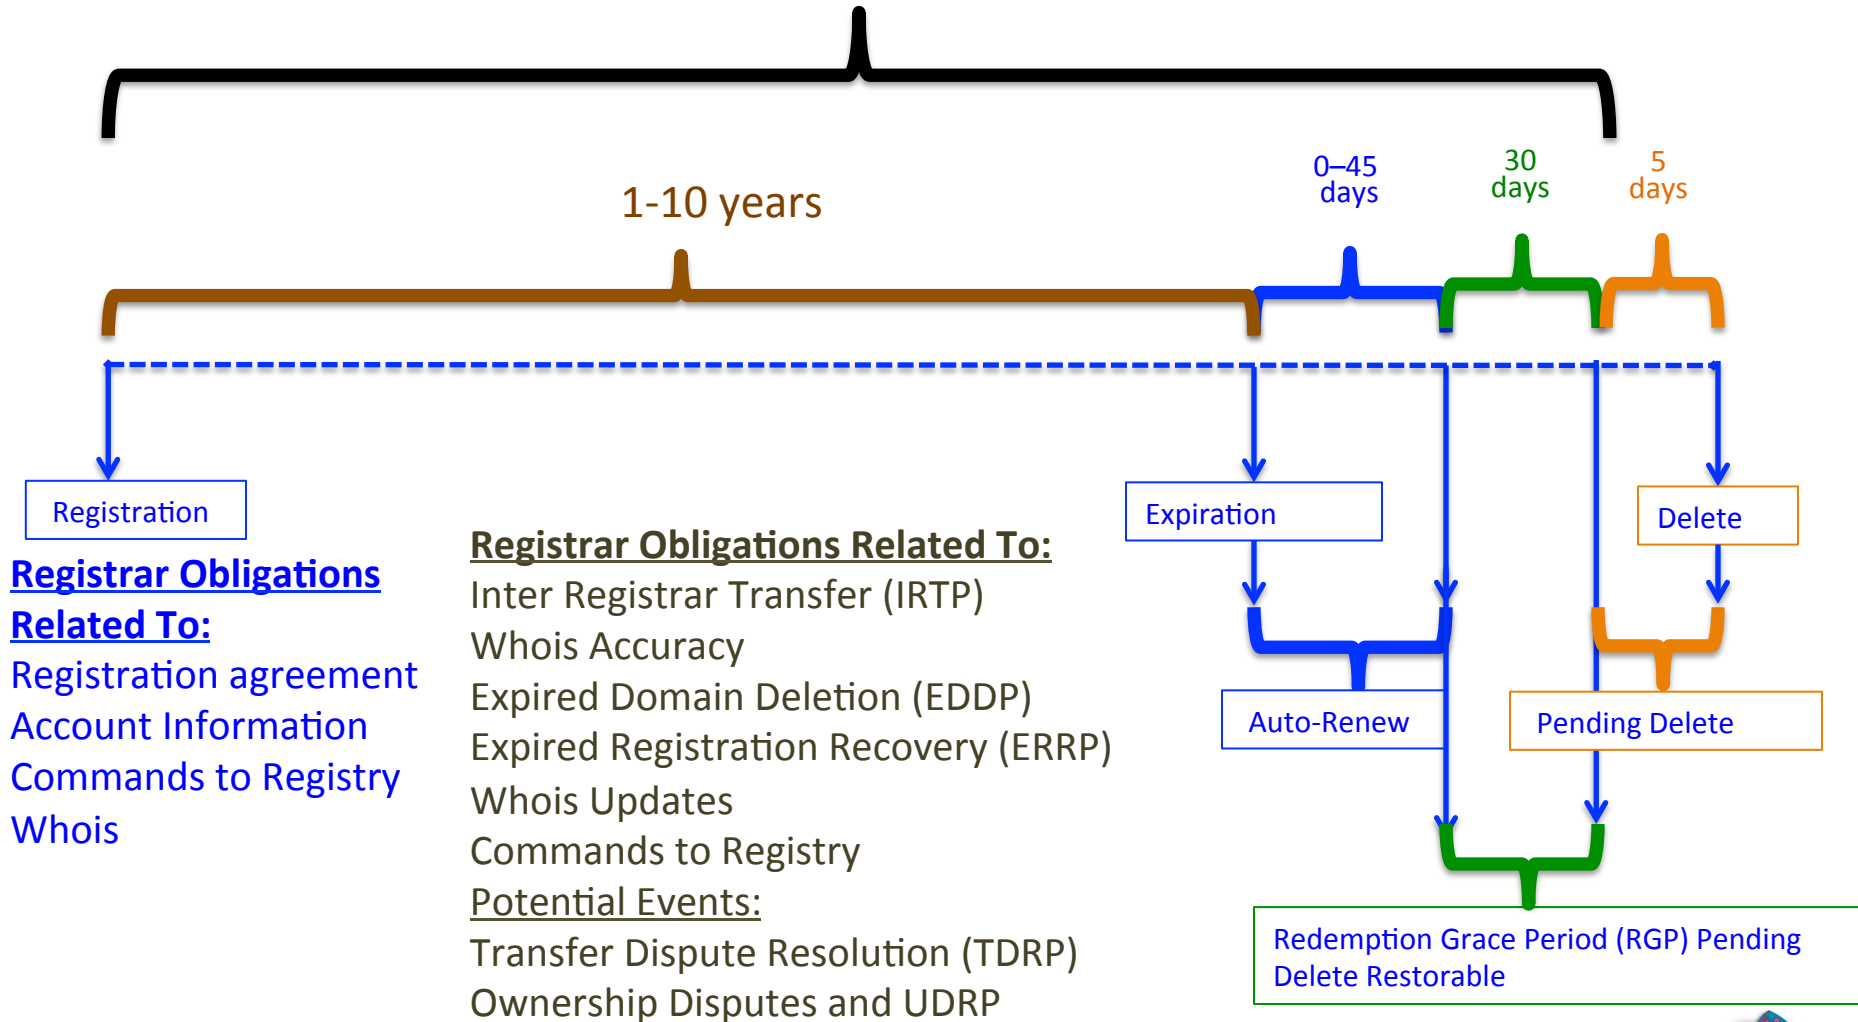 0–45
days
30
days
5
days
1-10 years
Registration
Expiration
Delete
Registrar Obligations
Related To:
Registration agreement
Account Information
Commands to Registry
Whois
Registrar Obligations Related To:
Inter Registrar Transfer (IRTP)
Whois Accuracy
Expired Domain Deletion (EDDP)
Expired Registration Recovery (ERRP)
Whois Updates
Commands to Registry
Potential Events:
Transfer Dispute Resolution (TDRP)
Ownership Disputes and UDRP
Auto-Renew
Pending Delete
Redemption Grace Period (RGP) Pending
Delete Restorable